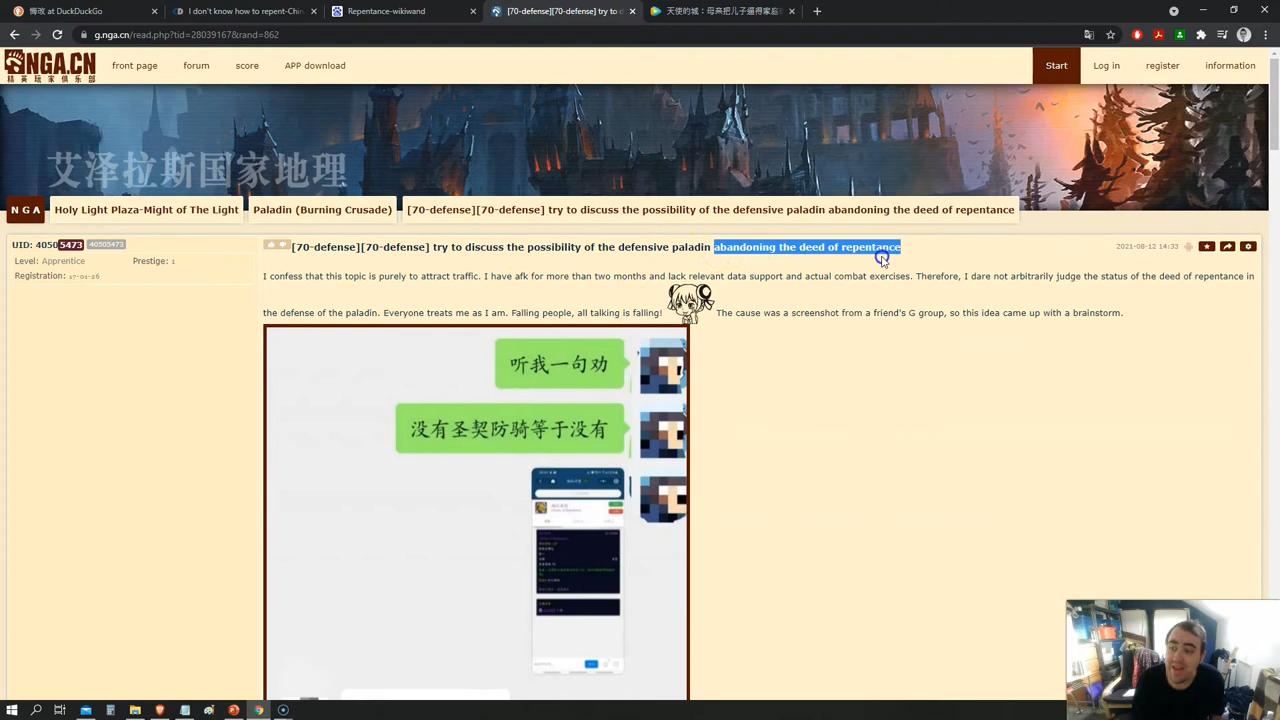 悔改 at DuckDuckGo
I don't know how to repent-Chin
Repentance-wikiwand
[70-defense][70-defense] try to d
天使的城：母亲把儿子逼得家庭
g.nga.cn/read.php?tid=28039167&rand=862
NGA.CN
精英玩家俱乐部
front page
forum
score
APP download
Start
Log in
register
information
艾泽拉斯国家地理
N G A
Holy Light Plaza-Might of The Light
Paladin (Burning Crusade)
[70-defense][70-defense] try to discuss the possibility of the defensive paladin abandoning the deed of repentance
UID: 40505473 40505473
Level: Apprentice
Prestige: 1
Registration: 17-01-26
[70-defense][70-defense] try to discuss the possibility of the defensive paladin abandoning the deed of repentance
2021-08-12 14:33
I confess that this topic is purely to attract traffic. I have afk for more than two months and lack relevant data support and actual combat exercises. Therefore, I dare not arbitrarily judge the status of the deed of repentance in
the defense of the paladin. Everyone treats me as I am. Falling people, all talking is falling! The cause was a screenshot from a friend's G group, so this idea came up with a brainstorm.
听我一句劝
没有圣契防骑等于没有